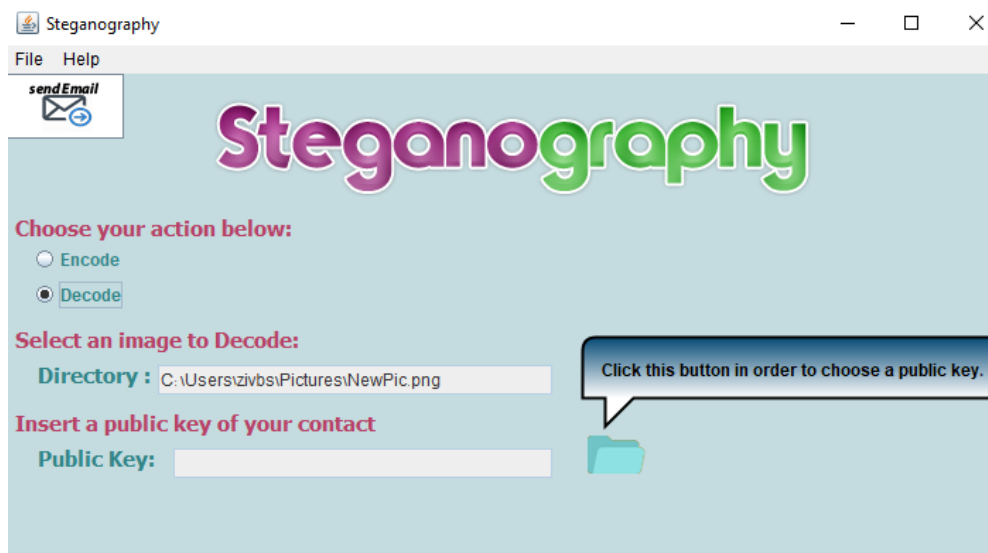 Steganography
File Help
sendEmail
Steganography
Choose your action below:
Encode
Decode
Select an image to Decode:
Directory : C:\Users\zivbs\Pictures\NewPic.png
Click this button in order to choose a public key.
Insert a public key of your contact
Public Key: